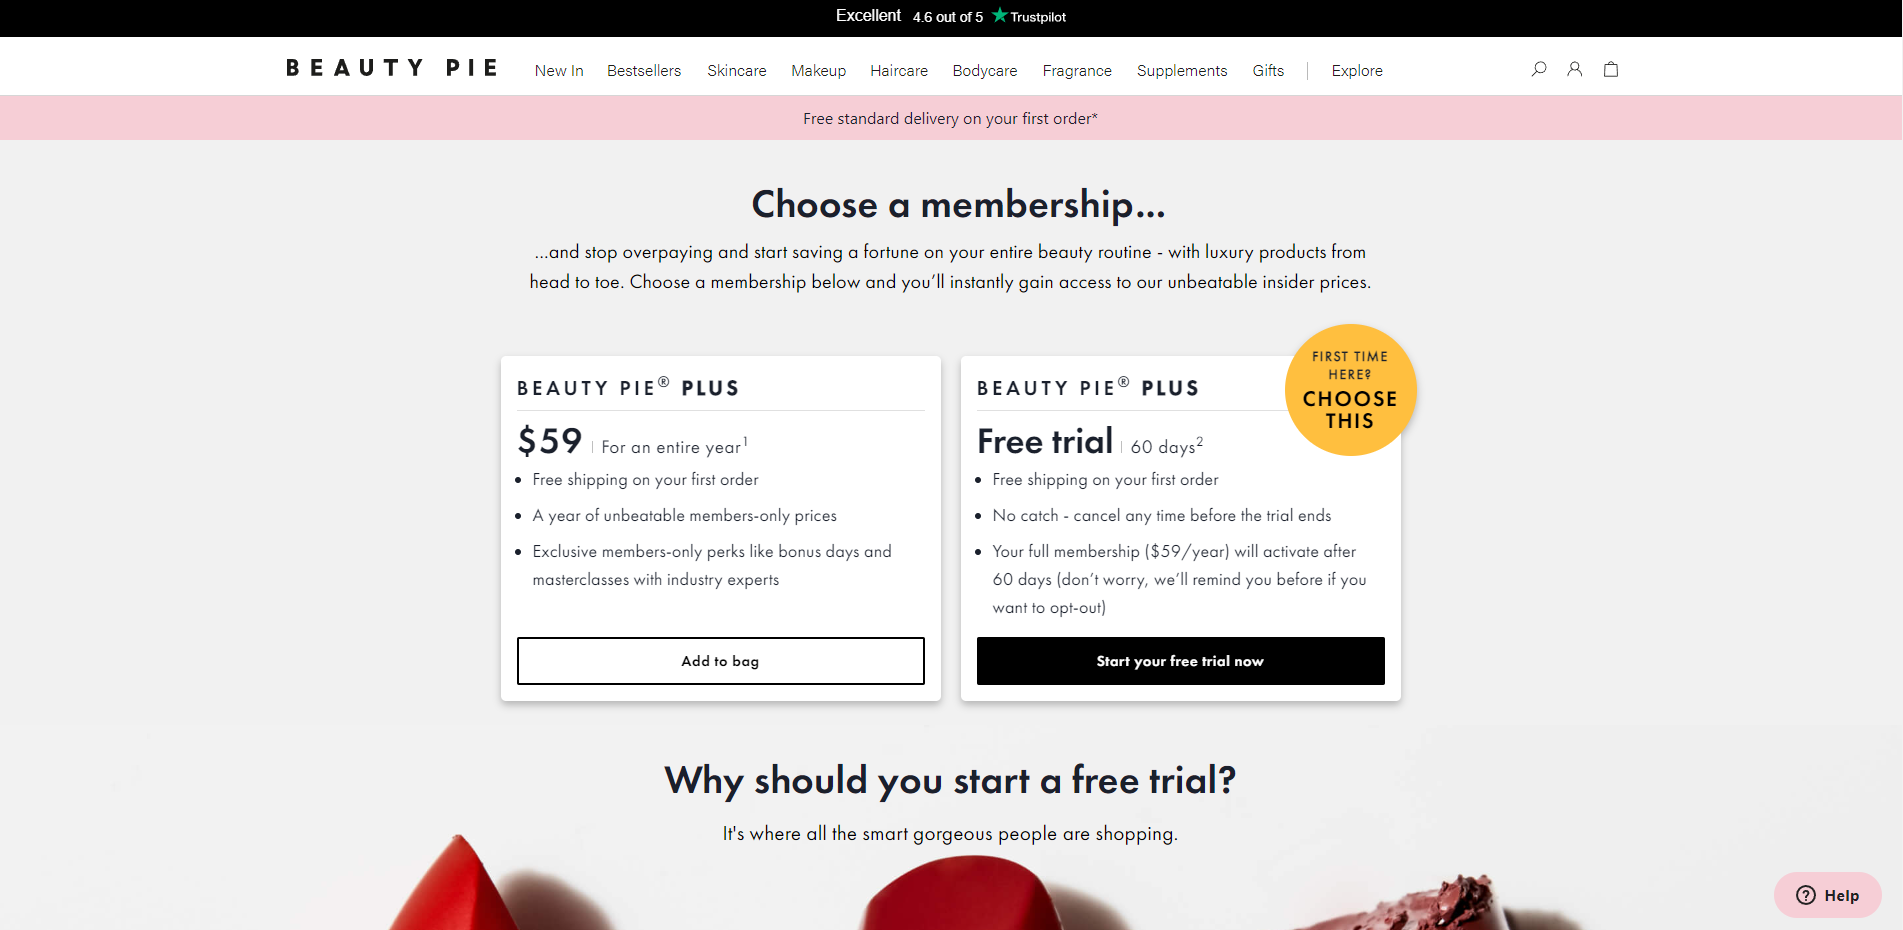 Excellent 4.6 out of 5 Trustpilot
BEAUTY PIE New In Bestsellers Skincare Makeup Haircare Bodycare Fragrance Supplements Gifts Explore
Free standard delivery on your first order*
Choose a membership...
...and stop overpaying and start saving a fortune on your entire beauty routine - with luxury products from
head to toe. Choose a membership below and you'll instantly gain access to our unbeatable insider prices.
BEAUTY PIE® PLUS
$59 | For an entire year¹
Free shipping on your first order
A year of unbeatable members-only prices
Exclusive members-only perks like bonus days and
masterclasses with industry experts
Add to bag
FIRST TIME
HERE?
CHOOSE
THIS
BEAUTY PIE® PLUS
Free trial | 60 days²
Free shipping on your first order
No catch - cancel any time before the trial ends
Your full membership ($59/year) will activate after
60 days (don't worry, we'll remind you before if you
want to opt-out)
Start your free trial now
Why should you start a free trial?
It's where all the smart gorgeous people are shopping.
Help